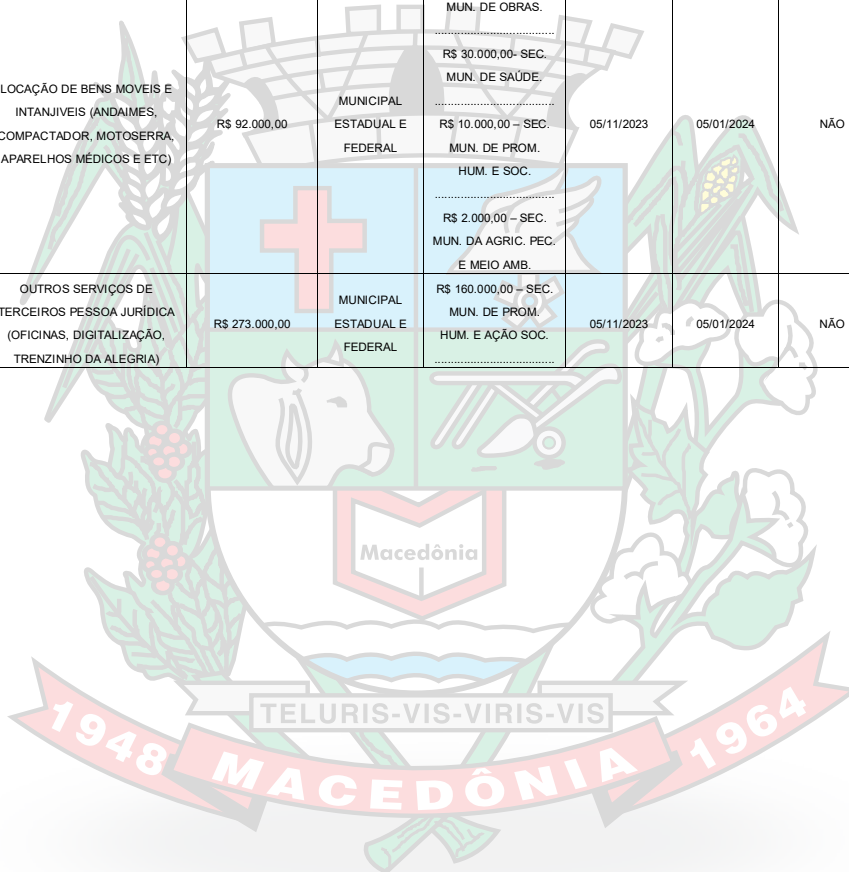 MUN. DE OBRAS.
......................................
R$ 30.000,00- SEC.
MUN. DE SAÚDE.
......................................
R$ 10.000,00 – SEC.
MUN. DE PROM.
HUM. E SOC.
......................................
R$ 2.000,00 – SEC.
MUN. DA AGRIC. PEC.
E MEIO AMB.
LOCAÇÃO DE BENS MOVEIS E
INTANJIVEIS (ANDAIMES,
COMPACTADOR, MOTOSERRA,
APARELHOS MÉDICOS E ETC)
R$ 92.000,00
MUNICIPAL
ESTADUAL E
FEDERAL
05/11/2023
05/01/2024
NÃO
OUTROS SERVIÇOS DE
TERCEIROS PESSOA JURÍDICA
(OFICINAS, DIGITALIZAÇÃO,
TRENZINHO DA ALEGRIA)
R$ 273.000,00
MUNICIPAL
ESTADUAL E
FEDERAL
R$ 160.000,00 – SEC.
MUN. DE PROM.
HUM. E AÇÃO SOC.
......................................
05/11/2023
05/01/2024
NÃO
Macedônia
TELURIS-VIS-VIRIS-VIS
1948 MACEDÔNIA 1964